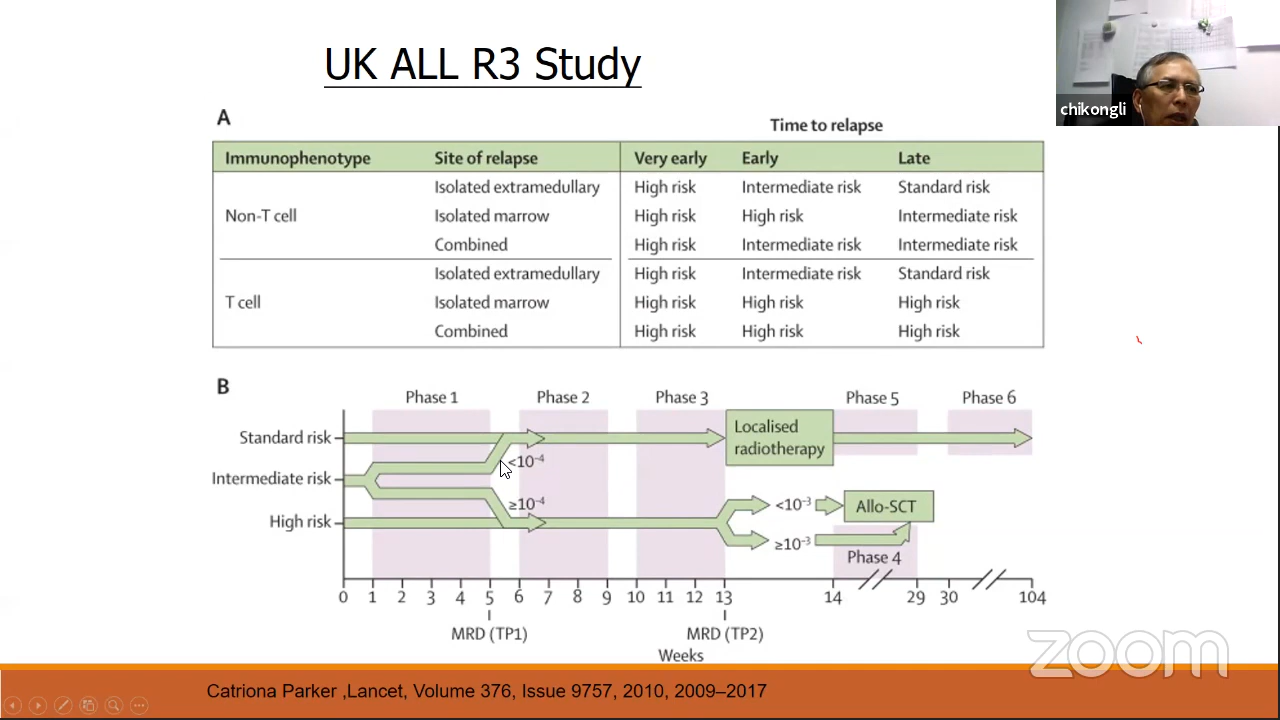 UK ALL R3 Study
chikongli
A
Time to relapse
Immunophenotype Site of relapse Very early Early Late
Isolated extramedullary High risk Intermediate risk Standard risk
Non-T cell Isolated marrow High risk High risk Intermediate risk
Combined High risk Intermediate risk Intermediate risk
Isolated extramedullary High risk Intermediate risk Standard risk
T cell Isolated marrow High risk High risk High risk
Combined High risk High risk High risk
B
Phase 1 Phase 2 Phase 3 Phase 5 Phase 6
Standard risk
Localised
radiotherapy
<10⁻⁴
Intermediate risk
≥10⁻⁴
<10⁻³
Allo-SCT
High risk
≥10⁻³
Phase 4
0 1 2 3 4 5 6 7 8 9 10 11 12 13 14 29 30 104
MRD (TP1) MRD (TP2)
Weeks
zoom
Catriona Parker ,Lancet, Volume 376, Issue 9757, 2010, 2009–2017